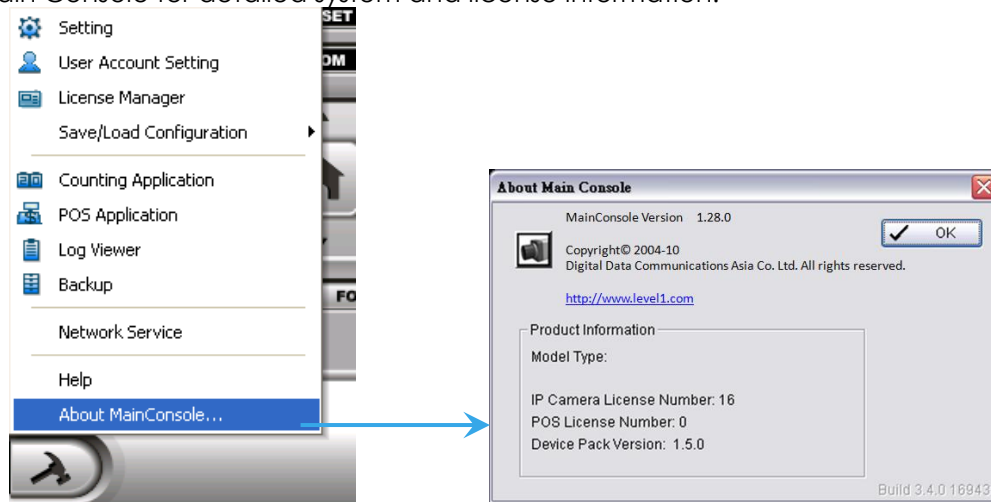 ain Console for detailed system and license information.
SET
Setting
User Account Setting
OM
License Manager
Save/Load Configuration
Counting Application
POS Application
Log Viewer
Backup
FO
Network Service
Help
About MainConsole...
About Main Console
MainConsole Version 1.28.0
OK
Copyright© 2004-10
Digital Data Communications Asia Co. Ltd. All rights reserved.
http://www.level1.com
Product Information
Model Type:
IP Camera License Number: 16
POS License Number: 0
Device Pack Version: 1.5.0
Build 3.4.0 16943